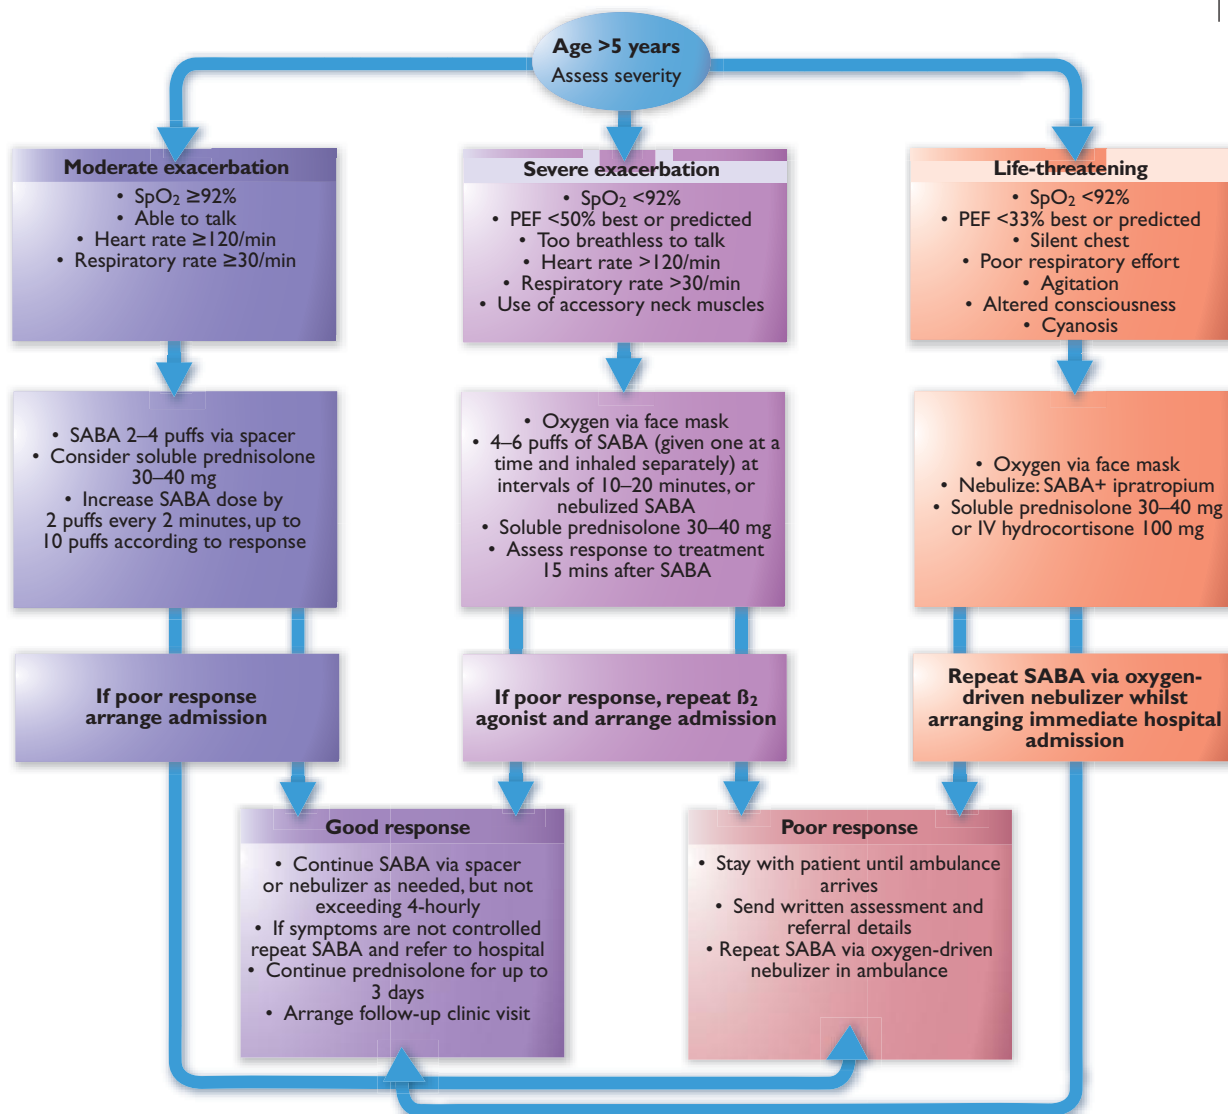 Age >5 years
Assess severity
Moderate exacerbation
• SpO₂ ≥92%
• Able to talk
• Heart rate ≥120/min
• Respiratory rate ≥30/min
Severe exacerbation
• SpO₂ <92%
• PEF <50% best or predicted
• Too breathless to talk
• Heart rate >120/min
• Respiratory rate >30/min
• Use of accessory neck muscles
Life-threatening
• SpO₂ <92%
• PEF <33% best or predicted
• Silent chest
• Poor respiratory effort
• Agitation
• Altered consciousness
• Cyanosis
• SABA 2–4 puffs via spacer
• Consider soluble prednisolone
30–40 mg
• Increase SABA dose by
2 puffs every 2 minutes, up to
10 puffs according to response
• Oxygen via face mask
• 4–6 puffs of SABA (given one at a
time and inhaled separately) at
intervals of 10–20 minutes, or
nebulized SABA
• Soluble prednisolone 30–40 mg
• Assess response to treatment
15 mins after SABA
• Oxygen via face mask
• Nebulize: SABA+ ipratropium
• Soluble prednisolone 30–40 mg
or IV hydrocortisone 100 mg
If poor response
arrange admission
If poor response, repeat ß₂
agonist and arrange admission
Repeat SABA via oxygen-
driven nebulizer whilst
arranging immediate hospital
admission
Good response
• Continue SABA via spacer
or nebulizer as needed, but not
exceeding 4-hourly
• If symptoms are not controlled
repeat SABA and refer to hospital
• Continue prednisolone for up to
3 days
• Arrange follow-up clinic visit
Poor response
• Stay with patient until ambulance
arrives
• Send written assessment and
referral details
• Repeat SABA via oxygen-driven
nebulizer in ambulance